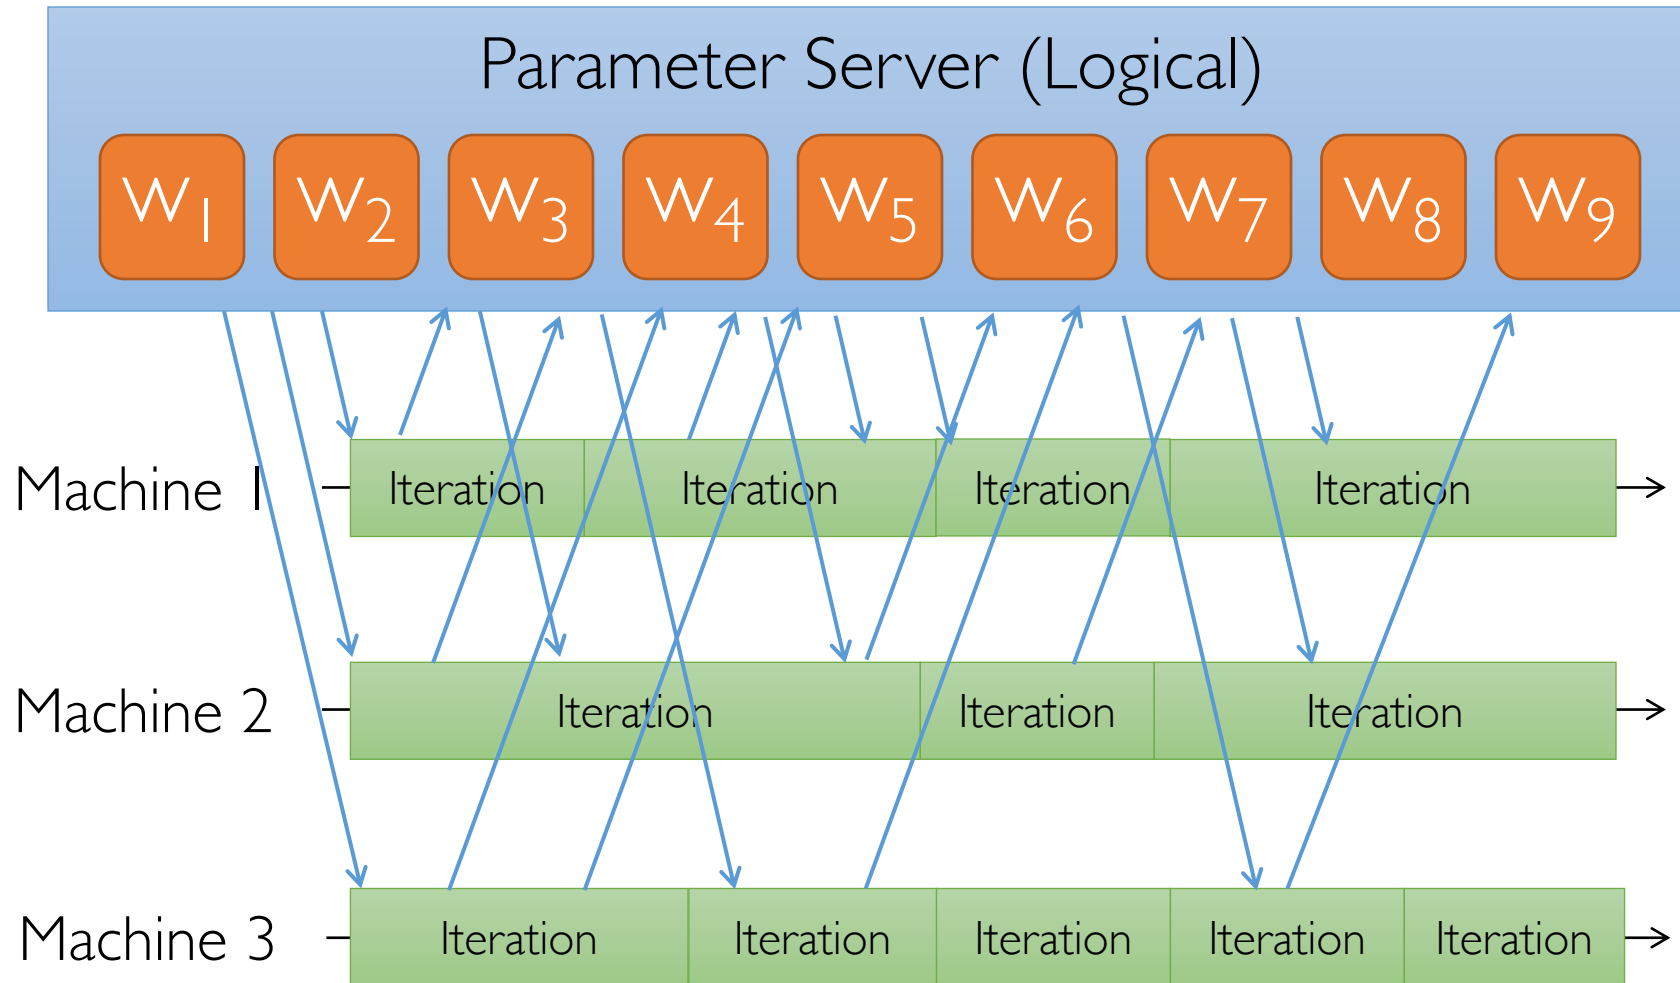 Parameter Server (Logical)
w1 w2 w3 w4 w5 w6 w7 w8 w9
Machine 1 Iteration Iteration Iteration Iteration
Machine 2 Iteration Iteration Iteration
Machine 3 Iteration Iteration Iteration Iteration Iteration